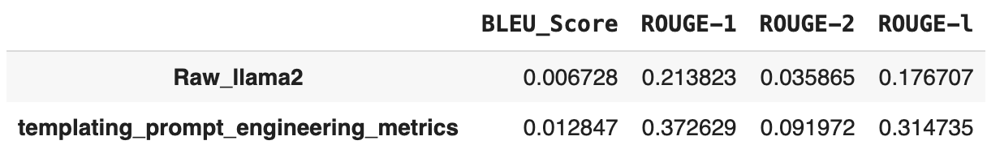 BLEU_Score ROUGE-1 ROUGE-2 ROUGE-l
Raw_llama2 0.006728 0.213823 0.035865 0.176707
templating_prompt_engineering_metrics 0.012847 0.372629 0.091972 0.314735